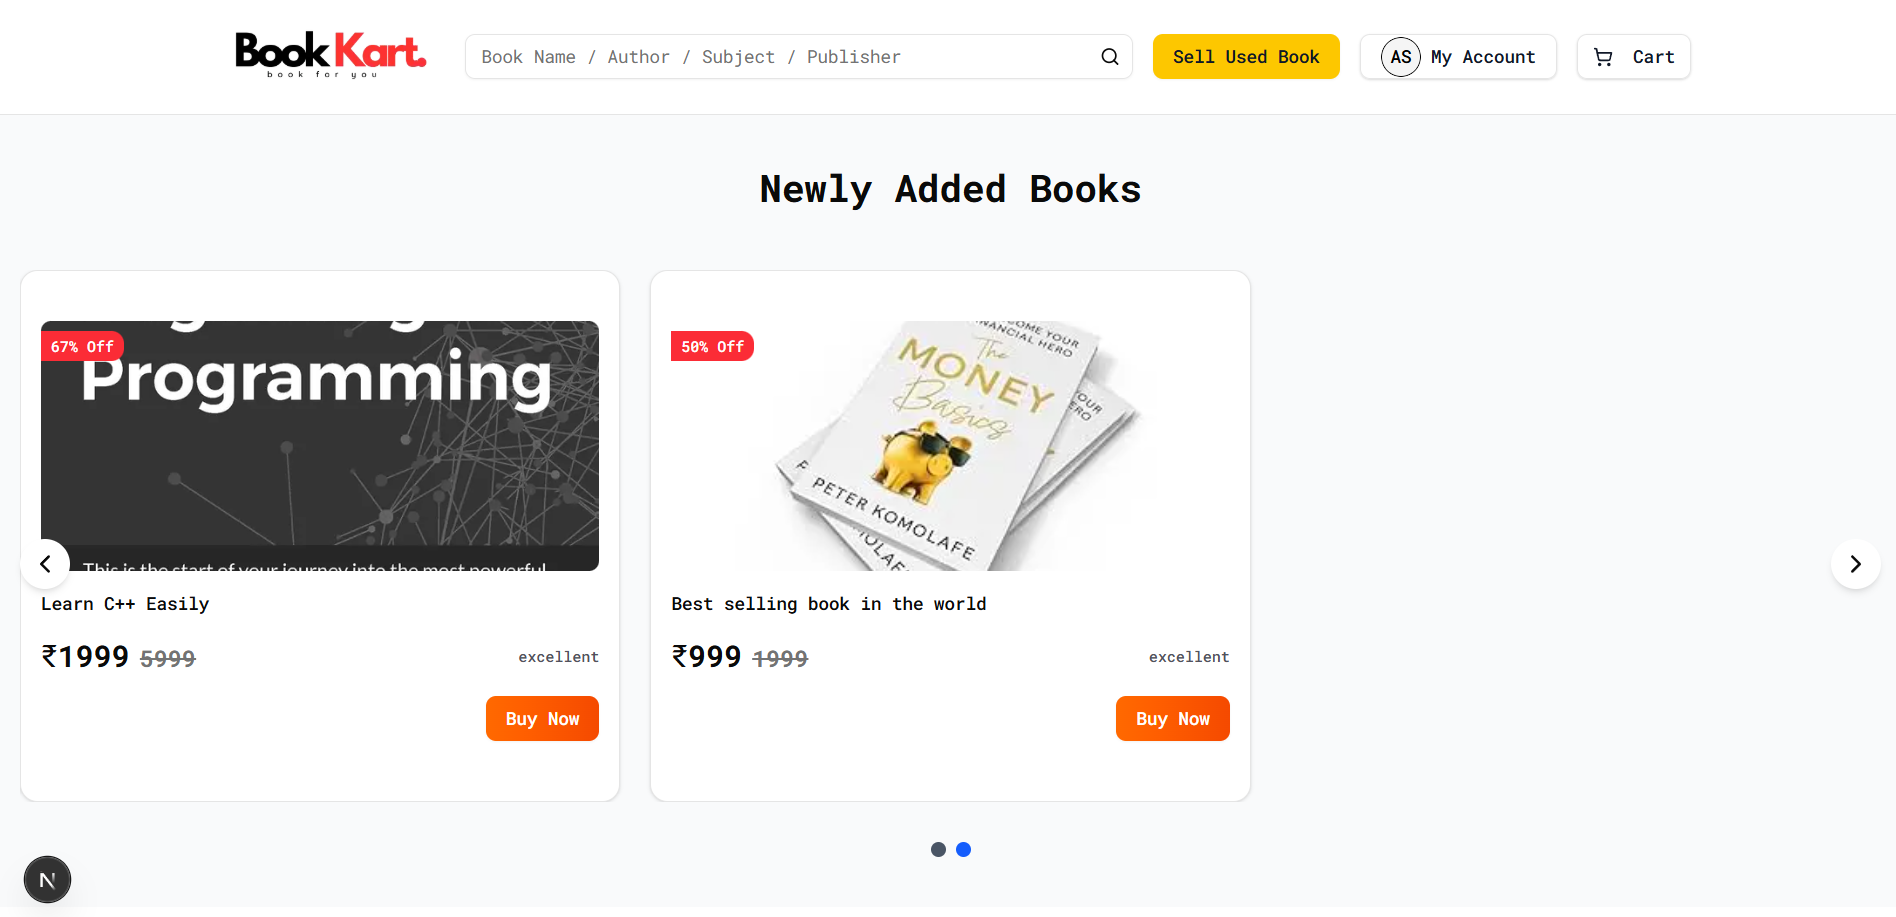 BookKart.
book for you
Book Name / Author / Subject / Publisher
Sell Used Book
AS My Account
Cart
Newly Added Books
67% Off
Programming
This is the start of your journey into the most powerful
Learn C++ Easily
₹1999 5999
excellent
Buy Now
50% Off
COME YOUR
FINANCIAL HERO
The
MONEY
Basics
YOUR
ERO
PETER KOMOLAFE
Best selling book in the world
₹999 1999
excellent
Buy Now
N